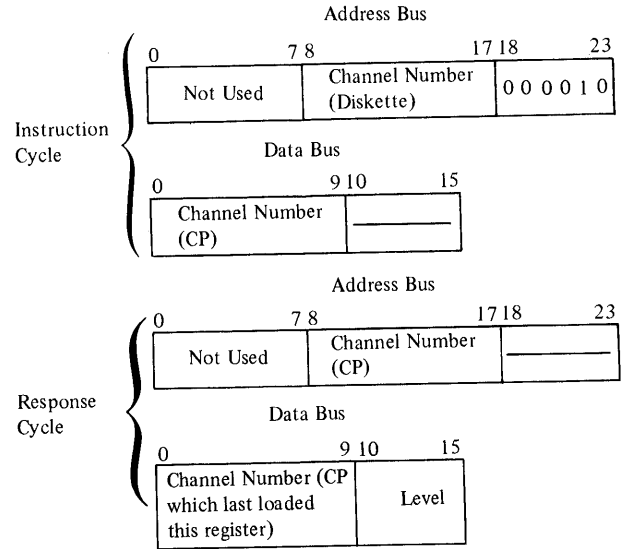 Address Bus
0 7 8 17 18 23
Not Used
Channel Number
(Diskette)
0 0 0 0 1 0
Instruction
Cycle
Data Bus
0 9 10 15
Channel Number
(CP)
Address Bus
0 7 8 17 18 23
Not Used
Channel Number
(CP)
Response
Cycle
Data Bus
0 9 10 15
Channel Number (CP
which last loaded
this register)
Level